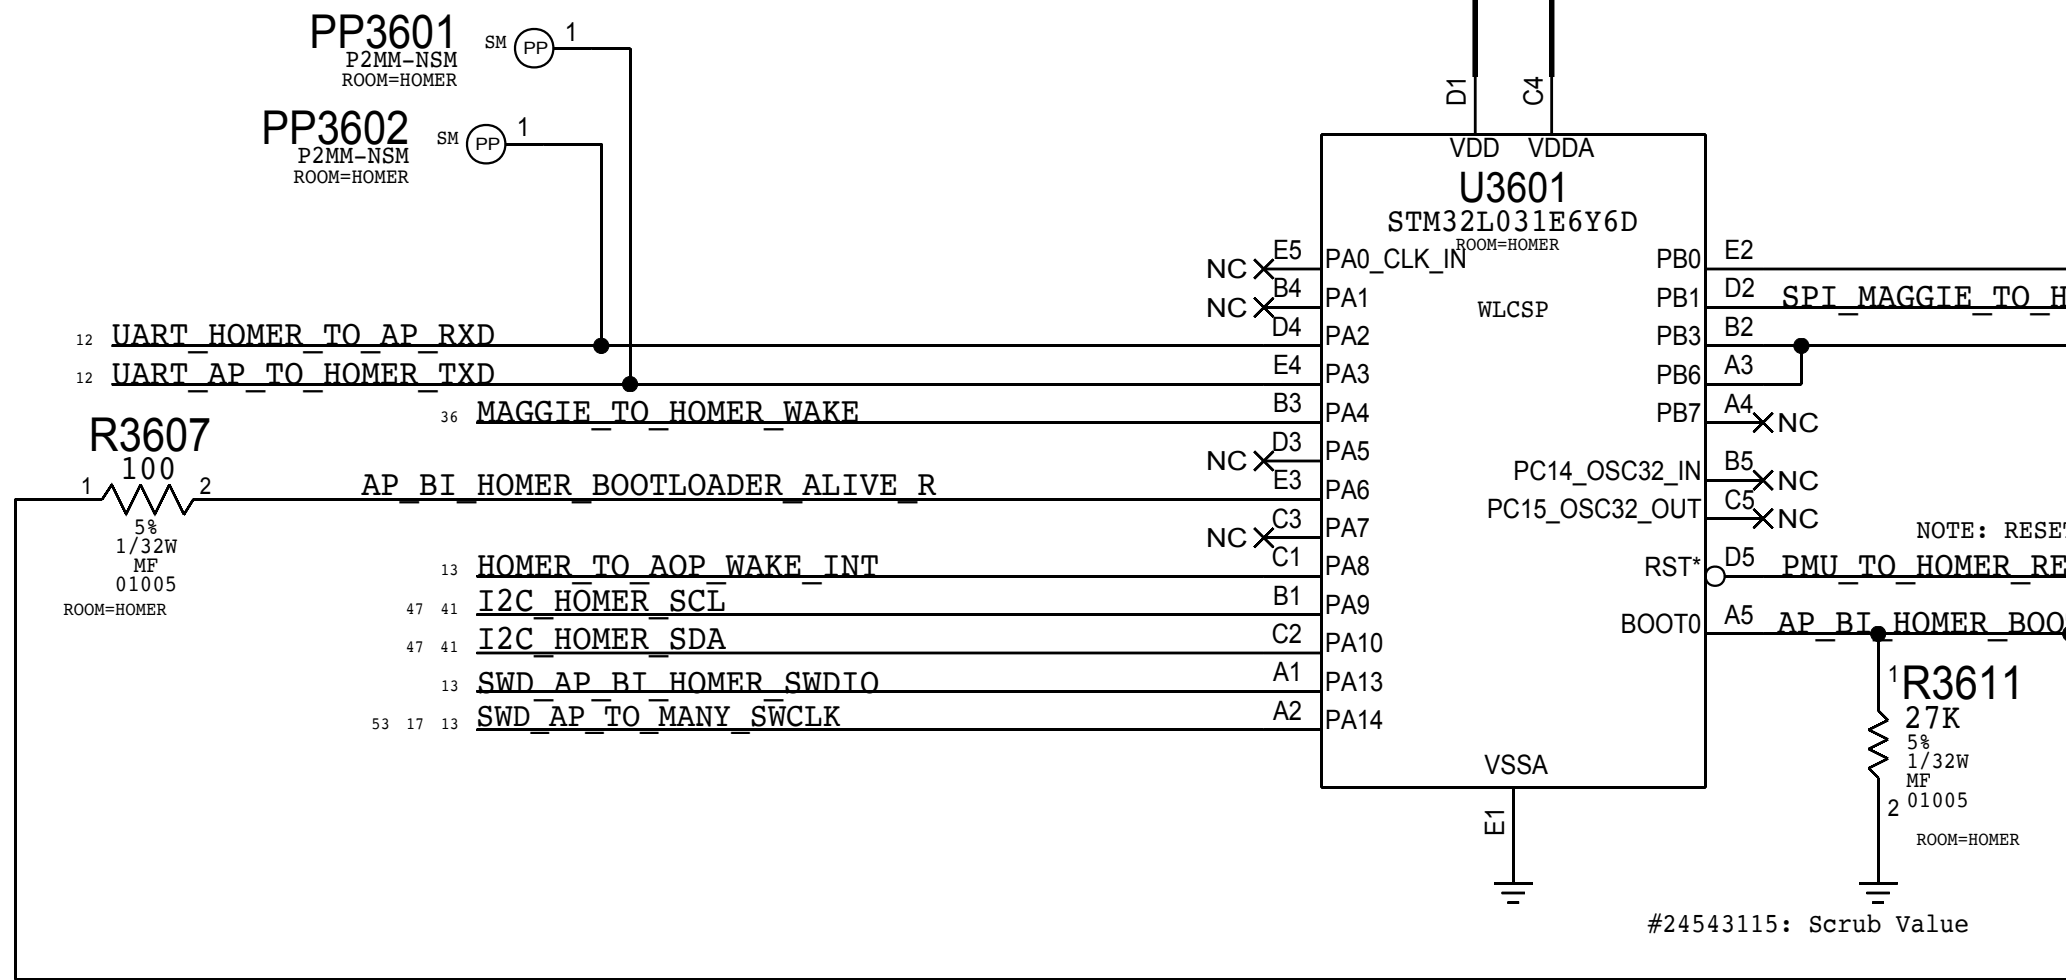 PP3601
P2MM-NSM
ROOM=HOMER
SM PP 1
PP3602
P2MM-NSM
ROOM=HOMER
SM PP 1
D1 C4
VDD VDDA
U3601
STM32L031E6Y6D
ROOM=HOMER
WLCSP
NC E5 PA0_CLK_IN
NC B4 PA1
12 UART_HOMER_TO_AP_RXD D4 PA2
12 UART_AP_TO_HOMER_TXD E4 PA3
36 MAGGIE_TO_HOMER_WAKE B3 PA4
NC D3 PA5
AP_BI_HOMER_BOOTLOADER_ALIVE_R E3 PA6
NC C3 PA7
13 HOMER_TO_AOP_WAKE_INT C1 PA8
47 41 I2C_HOMER_SCL B1 PA9
47 41 I2C_HOMER_SDA C2 PA10
13 SWD_AP_BI_HOMER_SWDIO A1 PA13
53 17 13 SWD_AP_TO_MANY_SWCLK A2 PA14
R3607
100
1 2
5%
1/32W
MF
01005
ROOM=HOMER
PB0 E2
PB1 D2 SPI_MAGGIE_TO_H
PB3 B2
PB6 A3
PB7 A4 NC
PC14_OSC32_IN B5 NC
PC15_OSC32_OUT C5 NC
NOTE: RESET
RST* D5 PMU_TO_HOMER_RE
BOOT0 A5 AP_BI_HOMER_BOO
VSSA
E1
1
R3611
27K
5%
1/32W
MF
01005
2
ROOM=HOMER
#24543115: Scrub Value